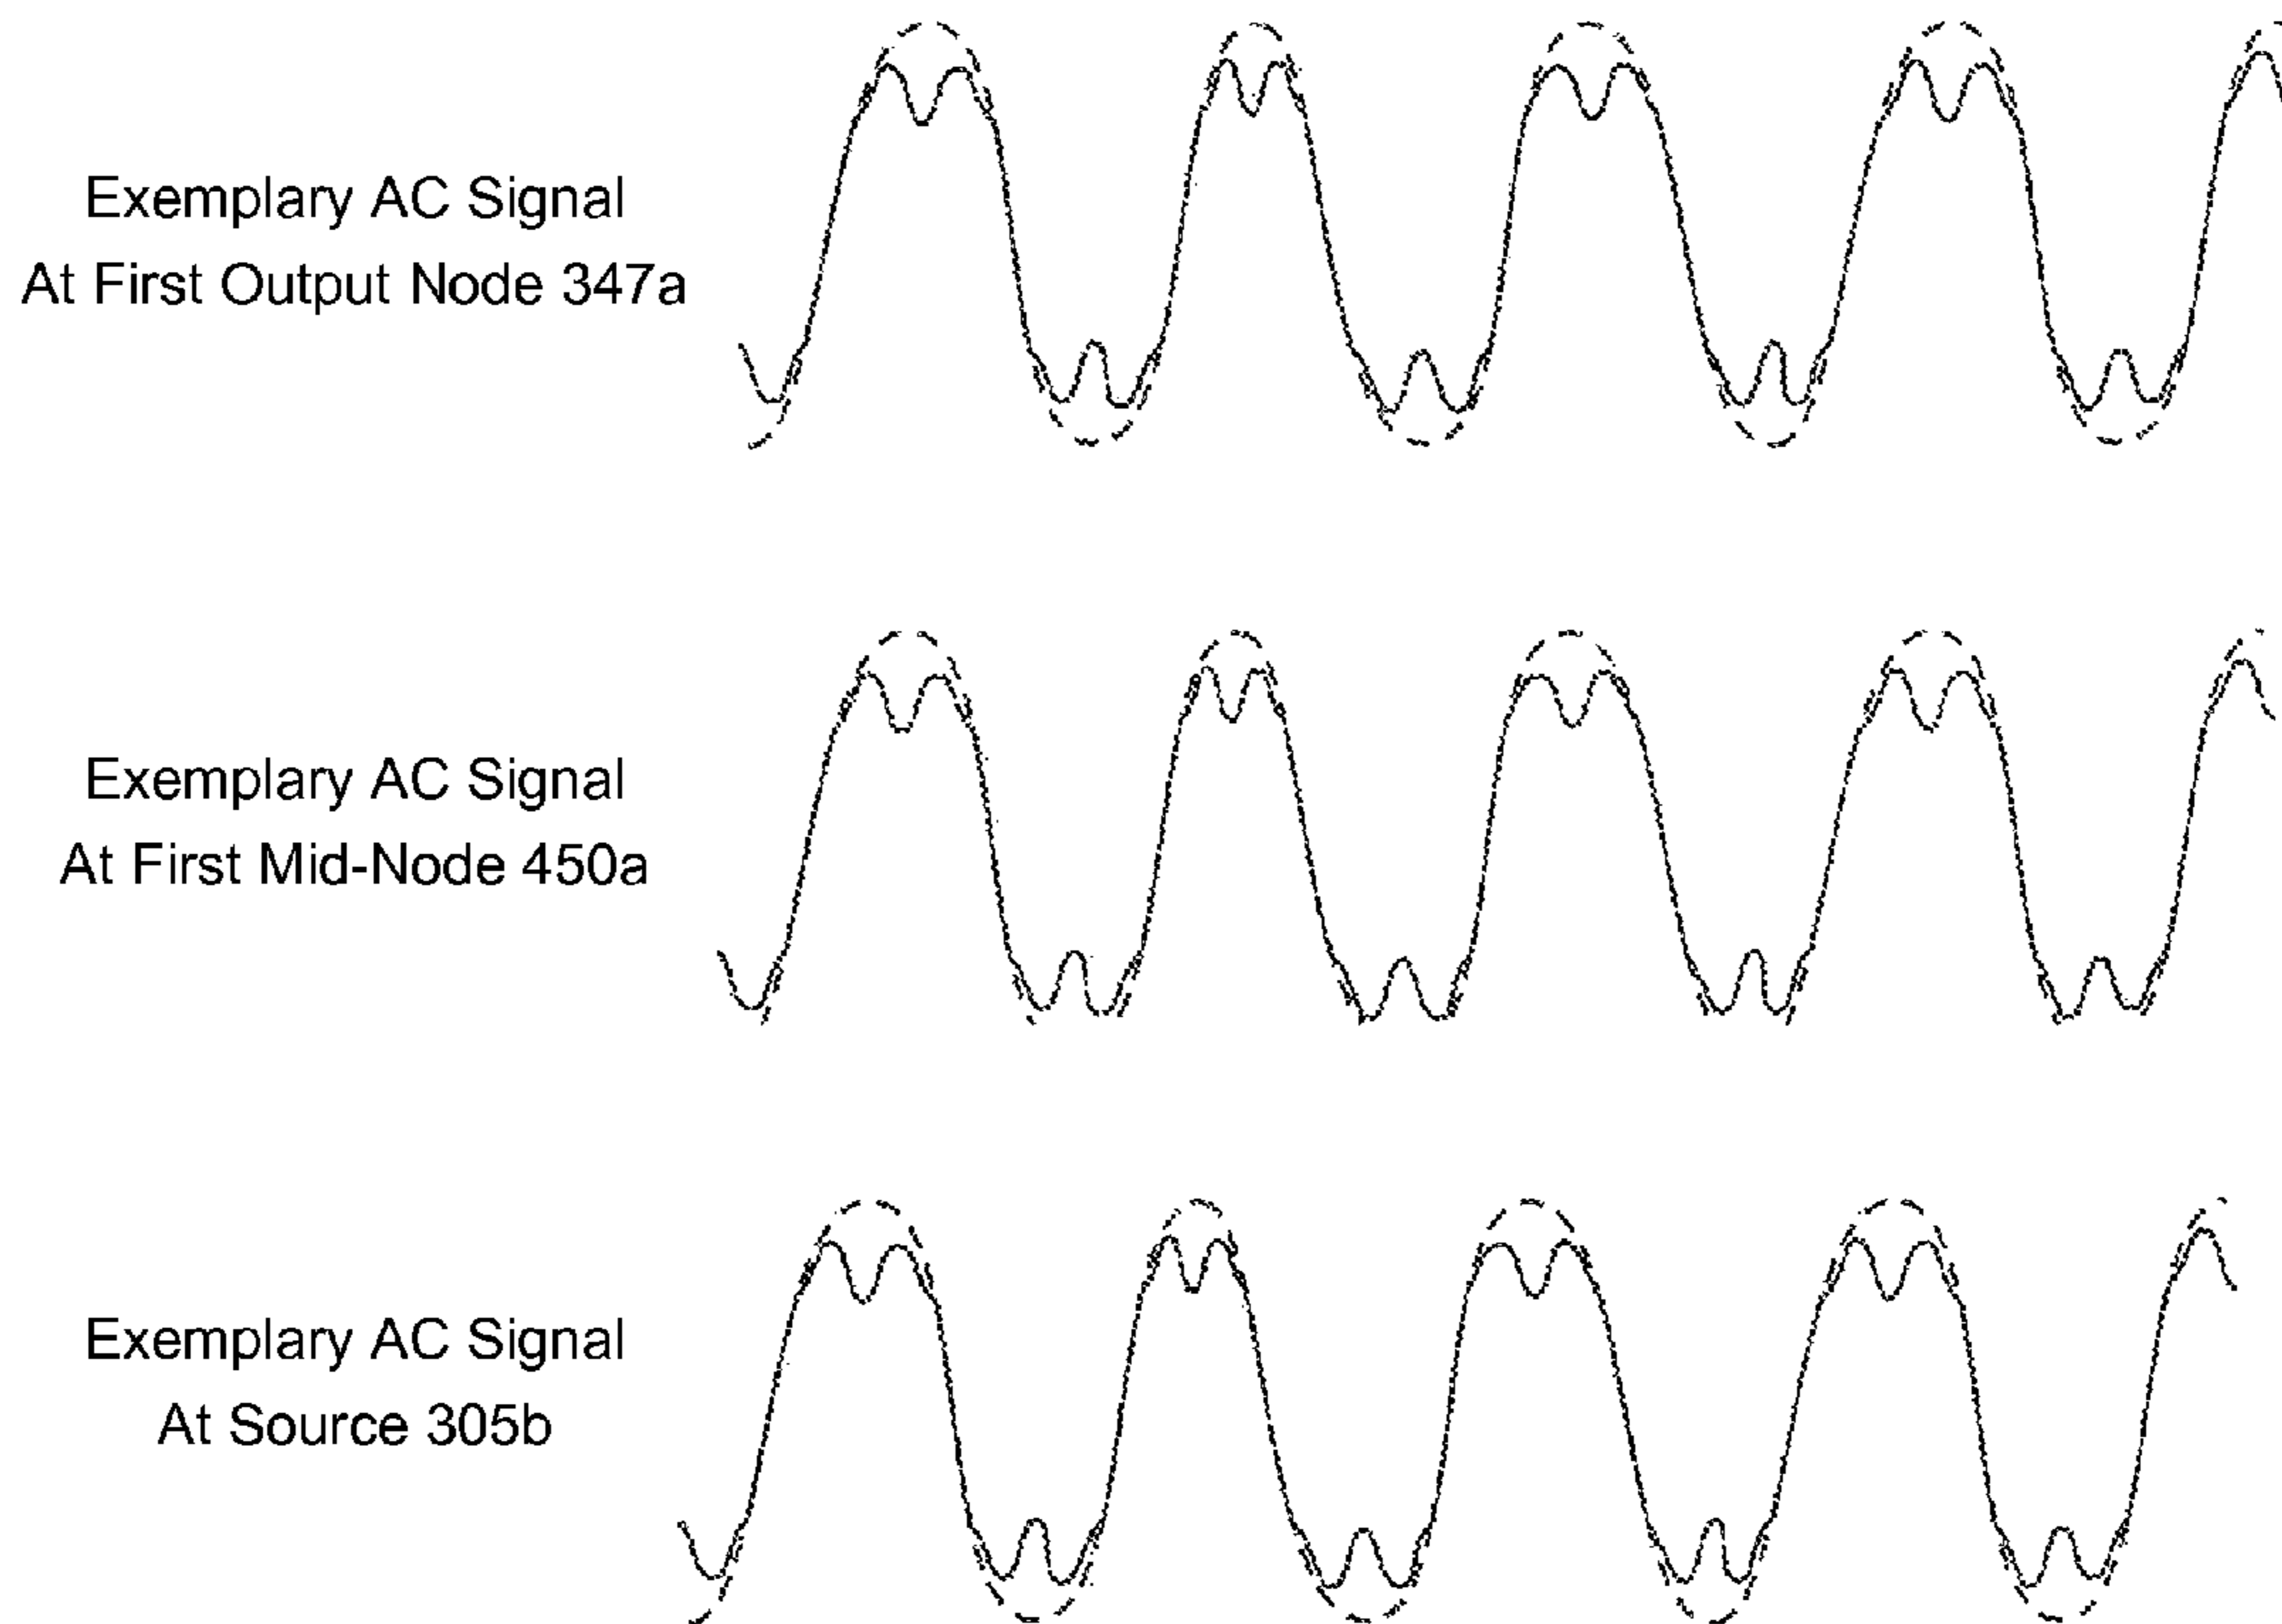 Exemplary AC Signal
At First Output Node 347a
Exemplary AC Signal
At First Mid-Node 450a
Exemplary AC Signal
At Source 305b